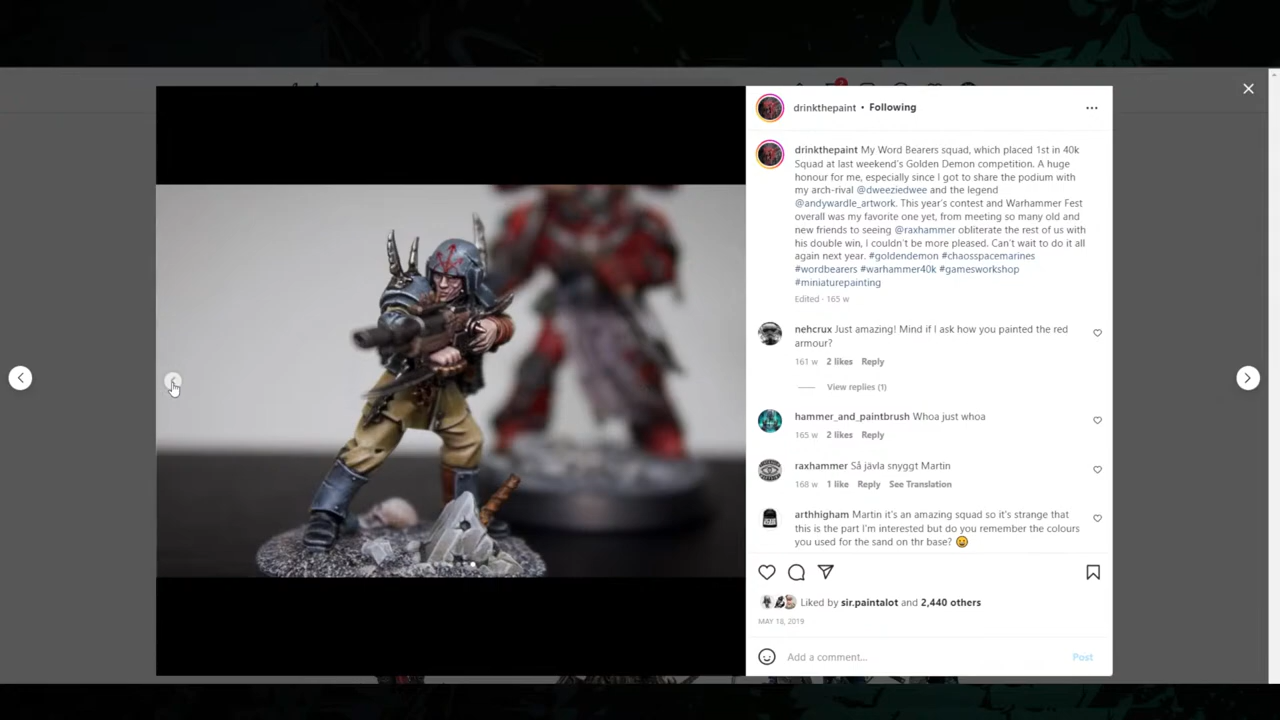 drinkthepaint • Following
drinkthepaint My Word Bearers squad, which placed 1st in 40k
Squad at last weekend's Golden Demon competition. A huge
honour for me, especially since I got to share the podium with
my arch-rival @dweeziedwee and the legend
@andywardle_artwork. This year's contest and Warhammer Fest
overall was my favorite one yet, from meeting so many old and
new friends to seeing @raxhammer obliterate the rest of us with
his double win, i couldn't be more pleased. Can't wait to do it all
again next year. #goldendemon #chaosspacemarines
#wordbearers #warhammer40k #gamesworkshop
#miniaturepainting
Edited · 165 w
nehcrux Just amazing! Mind if I ask how you painted the red
armour?
161 w 2 likes Reply
View replies (1)
hammer_and_paintbrush Whoa just whoa
165 w 2 likes Reply
raxhammer Så jävla snyggt Martin
168 w 1 like Reply See Translation
arthhigham Martin it's an amazing squad so it's strange that
this is the part I'm interested but do you remember the colours
you used for the sand on thr base? 😀
Liked by sir.paintalot and 2,440 others
MAY 18, 2019
Add a comment... Post